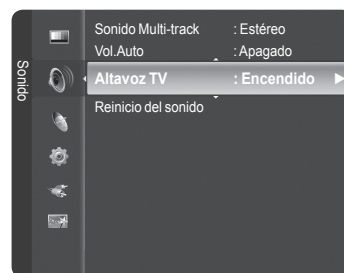 Sonido
Sonido Multi-track : Estéreo
Vol.Auto : Apagado
Altavoz TV : Encendido
Reinicio del sonido